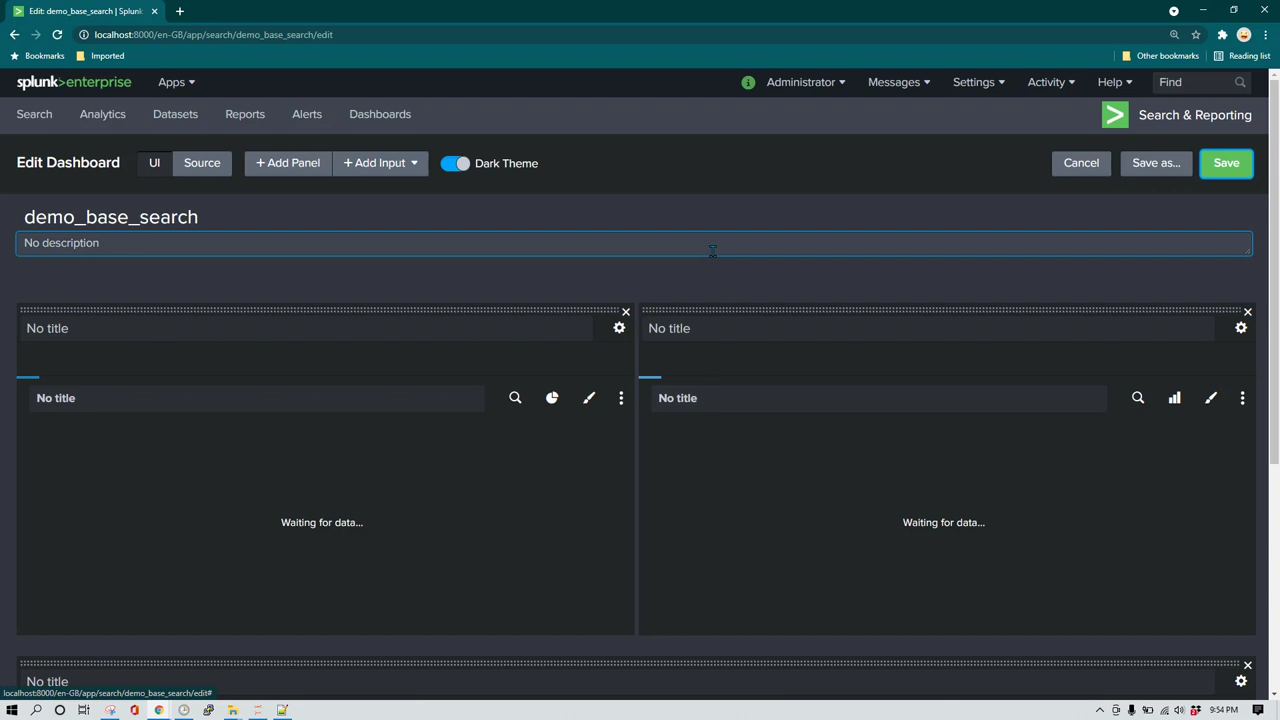 Edit: demo_base_search | Splunk
localhost:8000/en-GB/app/search/demo_base_search/edit
Bookmarks Imported Other bookmarks Reading list
splunk>enterprise Apps Administrator Messages Settings Activity Help Find
Search Analytics Datasets Reports Alerts Dashboards Search & Reporting
Edit Dashboard UI Source + Add Panel + Add Input Dark Theme Cancel Save as... Save
demo_base_search
No description
No title No title
No title No title
Waiting for data... Waiting for data...
No title
localhost:8000/en-GB/app/search/demo_base_search/edit#
9:54 PM